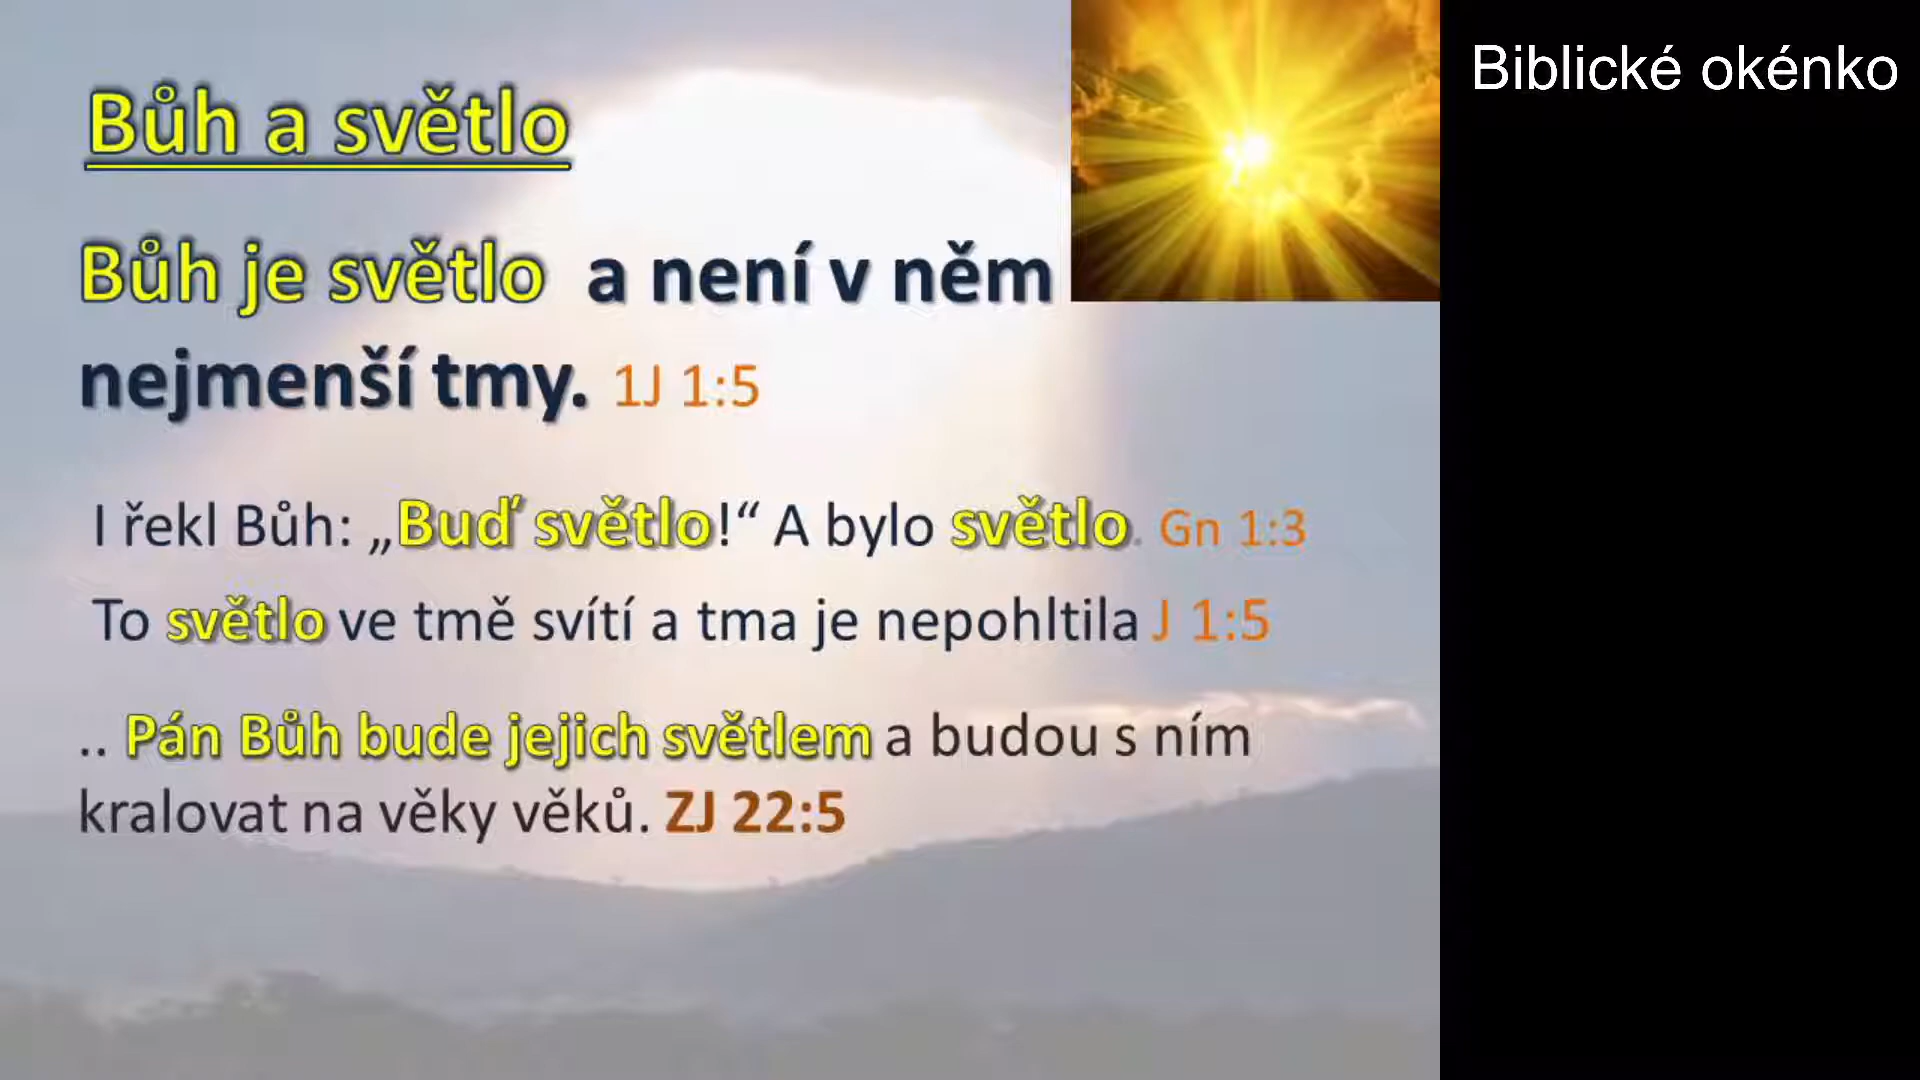 Bůh a světlo
Biblické okénko
Bůh je světlo a není v něm
nejmenší tmy. 1J 1:5
I řekl Bůh: „Buď světlo!“ A bylo světlo. Gn 1:3
To světlo ve tmě svítí a tma je nepohltila J 1:5
.. Pán Bůh bude jejich světlem a budou s ním
kralovat na věky věků. ZJ 22:5